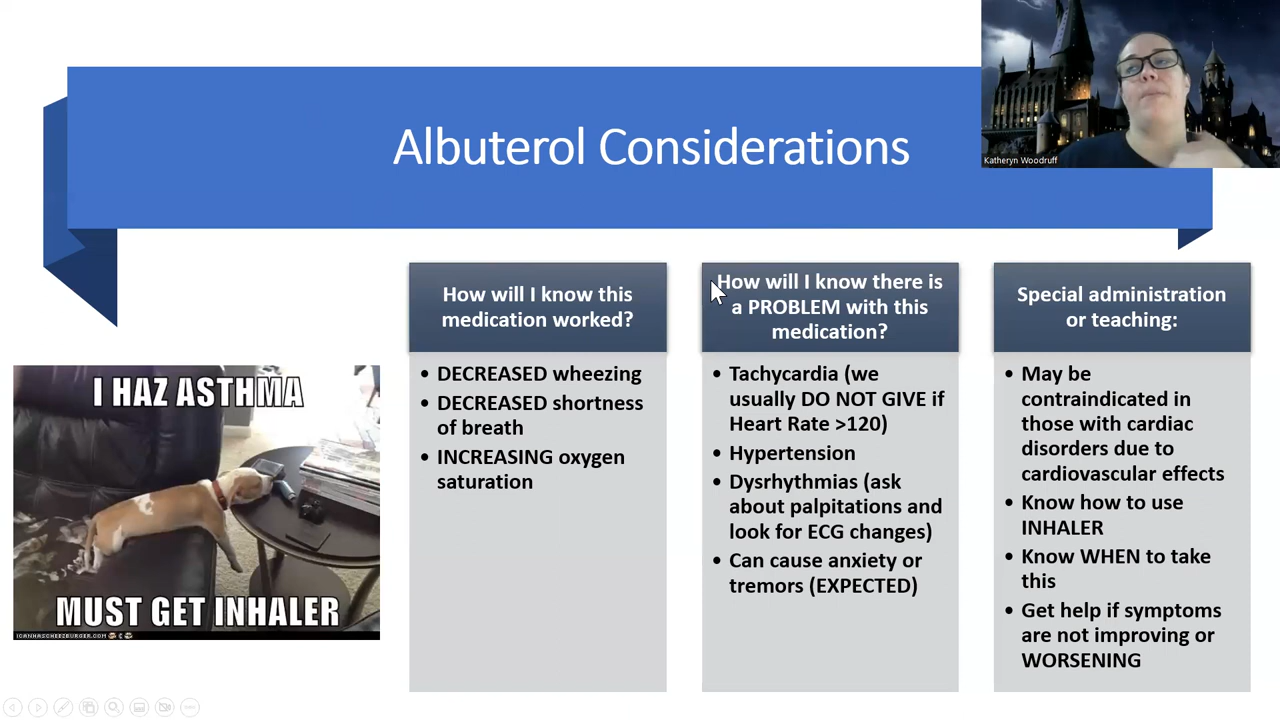 Albuterol Considerations
Katheryn Woodruff
I HAZ ASTHMA
MUST GET INHALER
ICANHASCHEEZBURGER.COM
How will I know this
medication worked?
• DECREASED wheezing
• DECREASED shortness
of breath
• INCREASING oxygen
saturation
How will I know there is
a PROBLEM with this
medication?
• Tachycardia (we
usually DO NOT GIVE if
Heart Rate >120)
• Hypertension
• Dysrhythmias (ask
about palpitations and
look for ECG changes)
• Can cause anxiety or
tremors (EXPECTED)
Special administration
or teaching:
• May be
contraindicated in
those with cardiac
disorders due to
cardiovascular effects
• Know how to use
INHALER
• Know WHEN to take
this
• Get help if symptoms
are not improving or
WORSENING